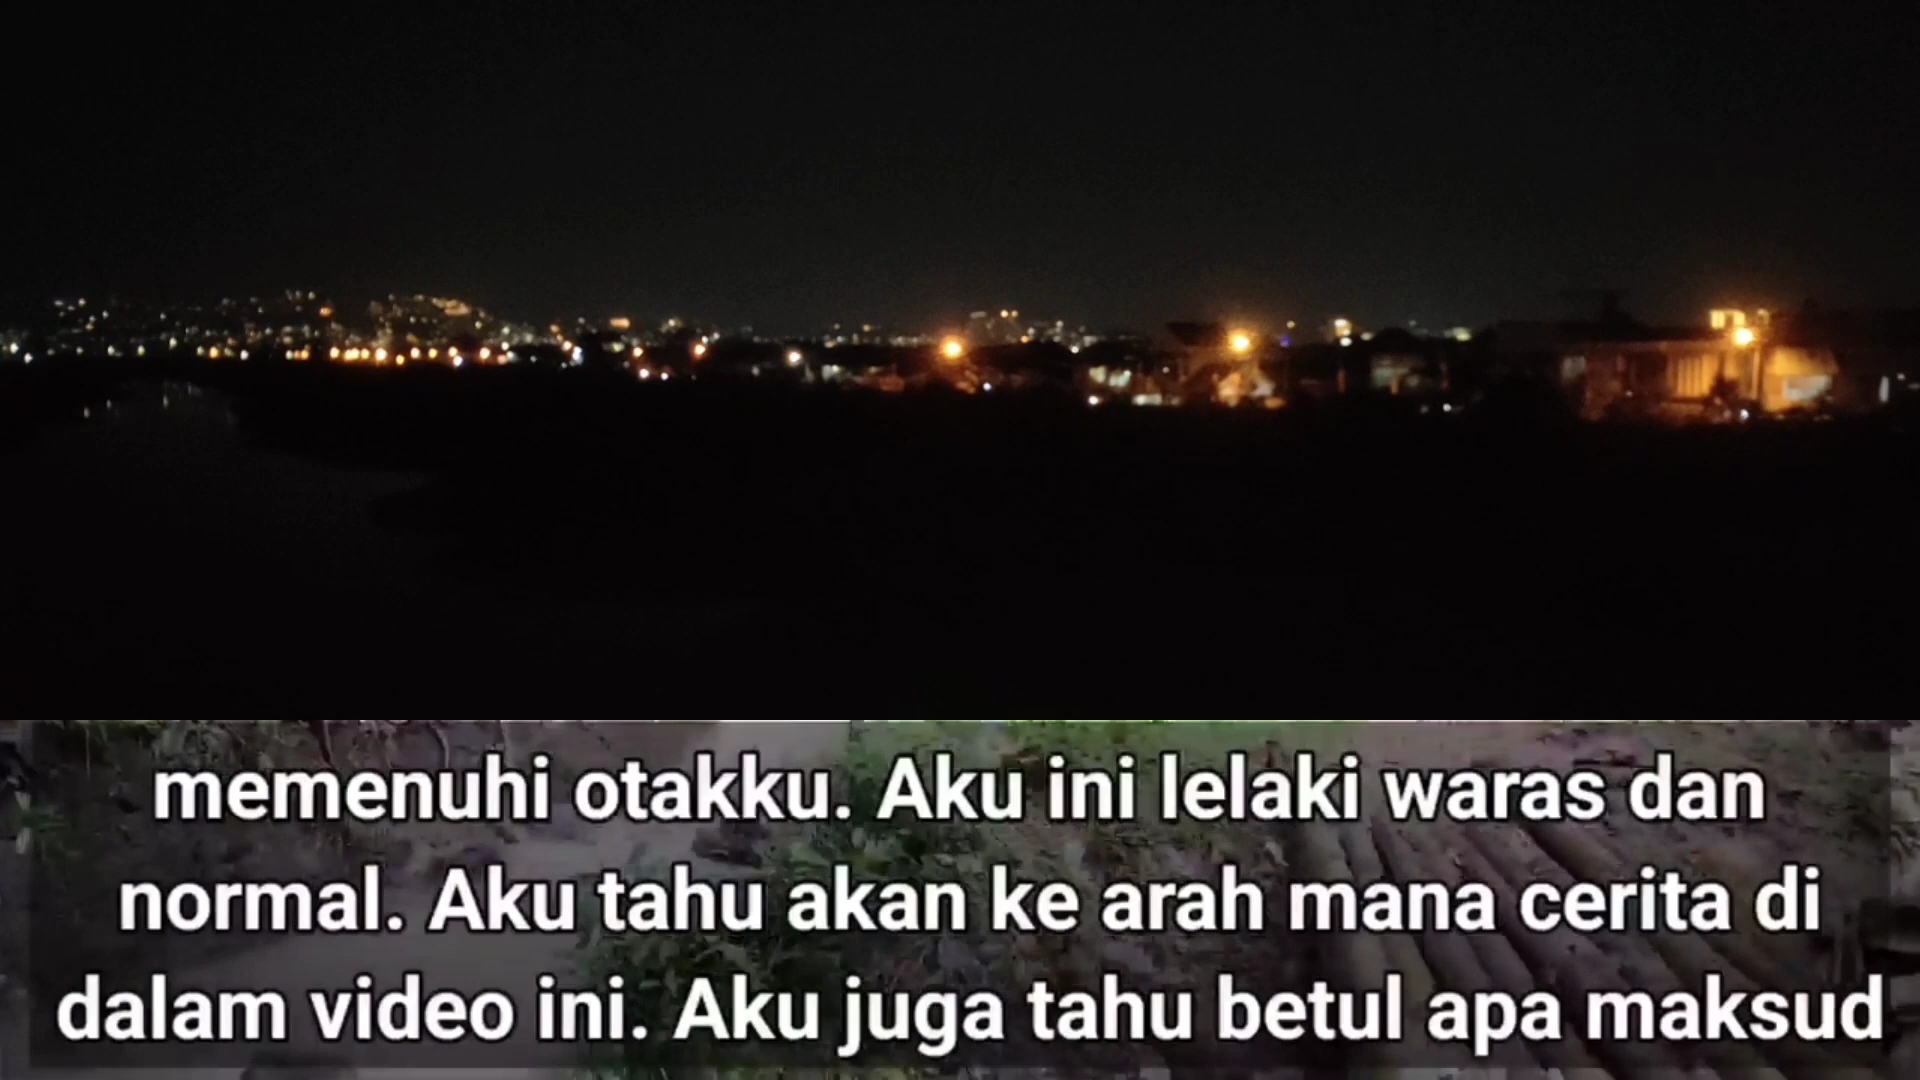 memenuhi otakku. Aku ini lelaki waras dan
normal. Aku tahu akan ke arah mana cerita di
dalam video ini. Aku juga tahu betul apa maksud